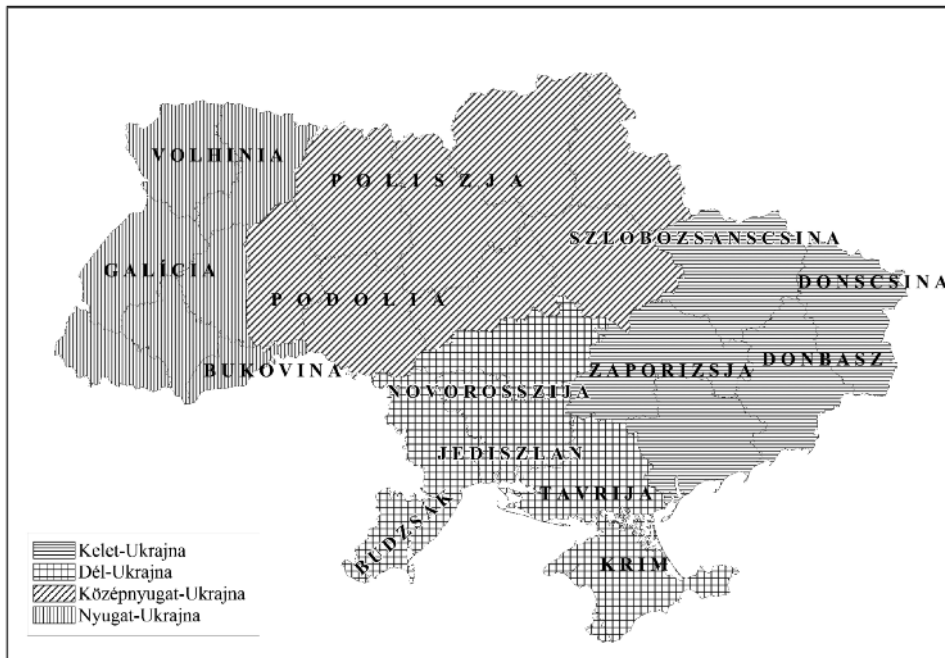 VOLHINIA
POLISZJA
SZLOBOZSANSCSINA
GALÍCIA
DONSCSINA
PODOLIA
BUKOVINA
ZAPORIZSJA
DONBASZ
NOVOROSSZIJA
JEDISZLAN
TAVRIJA
BUDZSÁK
KRIM
Kelet-Ukrajna
Dél-Ukrajna
Középnyugat-Ukrajna
Nyugat-Ukrajna